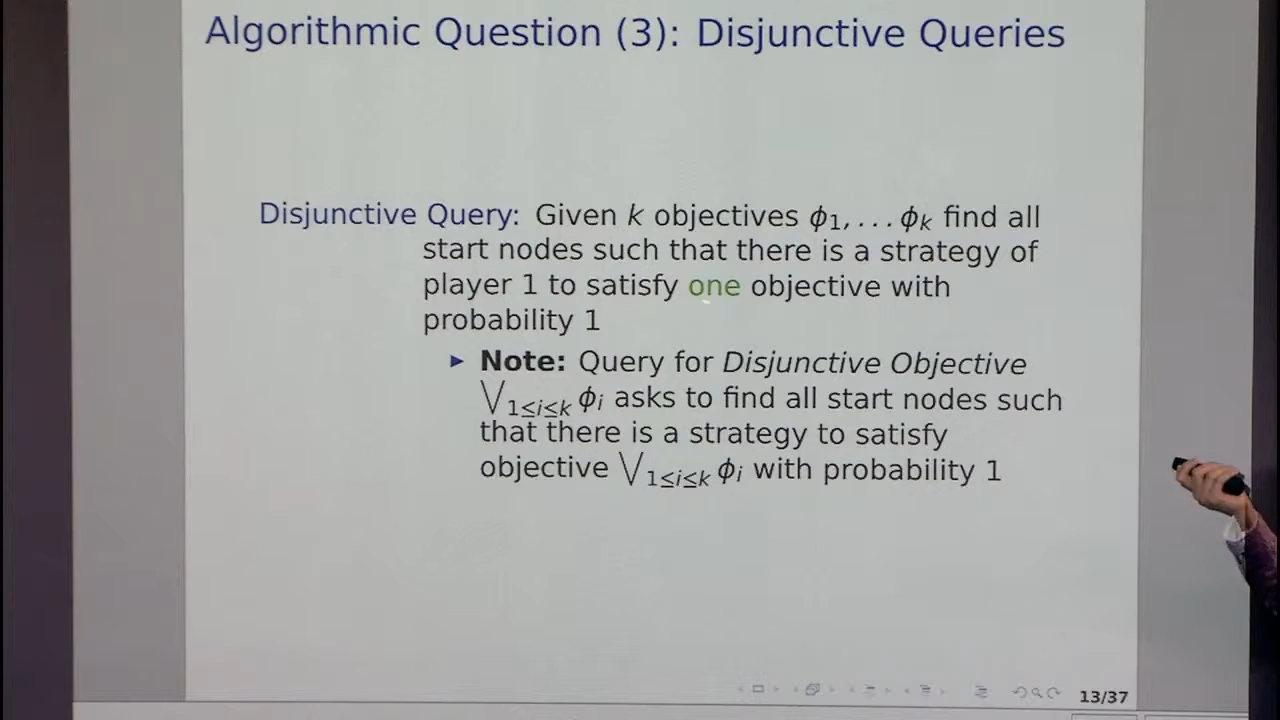 Algorithmic Question (3): Disjunctive Queries
Disjunctive Query: Given k objectives ϕ₁, … ϕₖ find all
start nodes such that there is a strategy of
player 1 to satisfy one objective with
probability 1
▸ Note: Query for Disjunctive Objective
⋁₁≤ᵢ≤ₖ ϕᵢ asks to find all start nodes such
that there is a strategy to satisfy
objective ⋁₁≤ᵢ≤ₖ ϕᵢ with probability 1
13/37